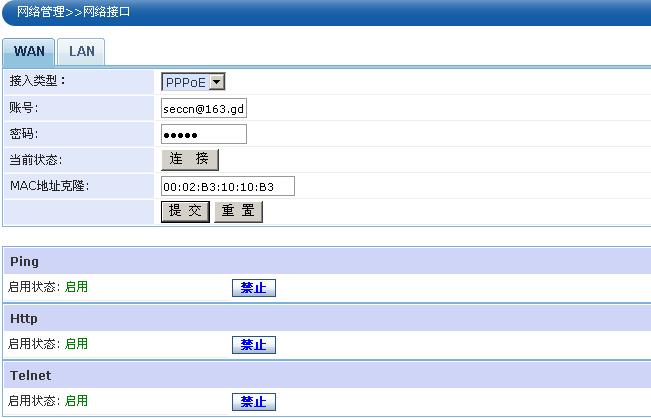 网络管理>>网络接口
WAN LAN
接入类型： PPPoE
账号: seccn@163.gd
密码: ●●●●●
当前状态: 连 接
MAC地址克隆: 00:02:B3:10:10:B3
提 交 重 置
Ping
启用状态: 启用 禁止
Http
启用状态: 启用 禁止
Telnet
启用状态: 启用 禁止